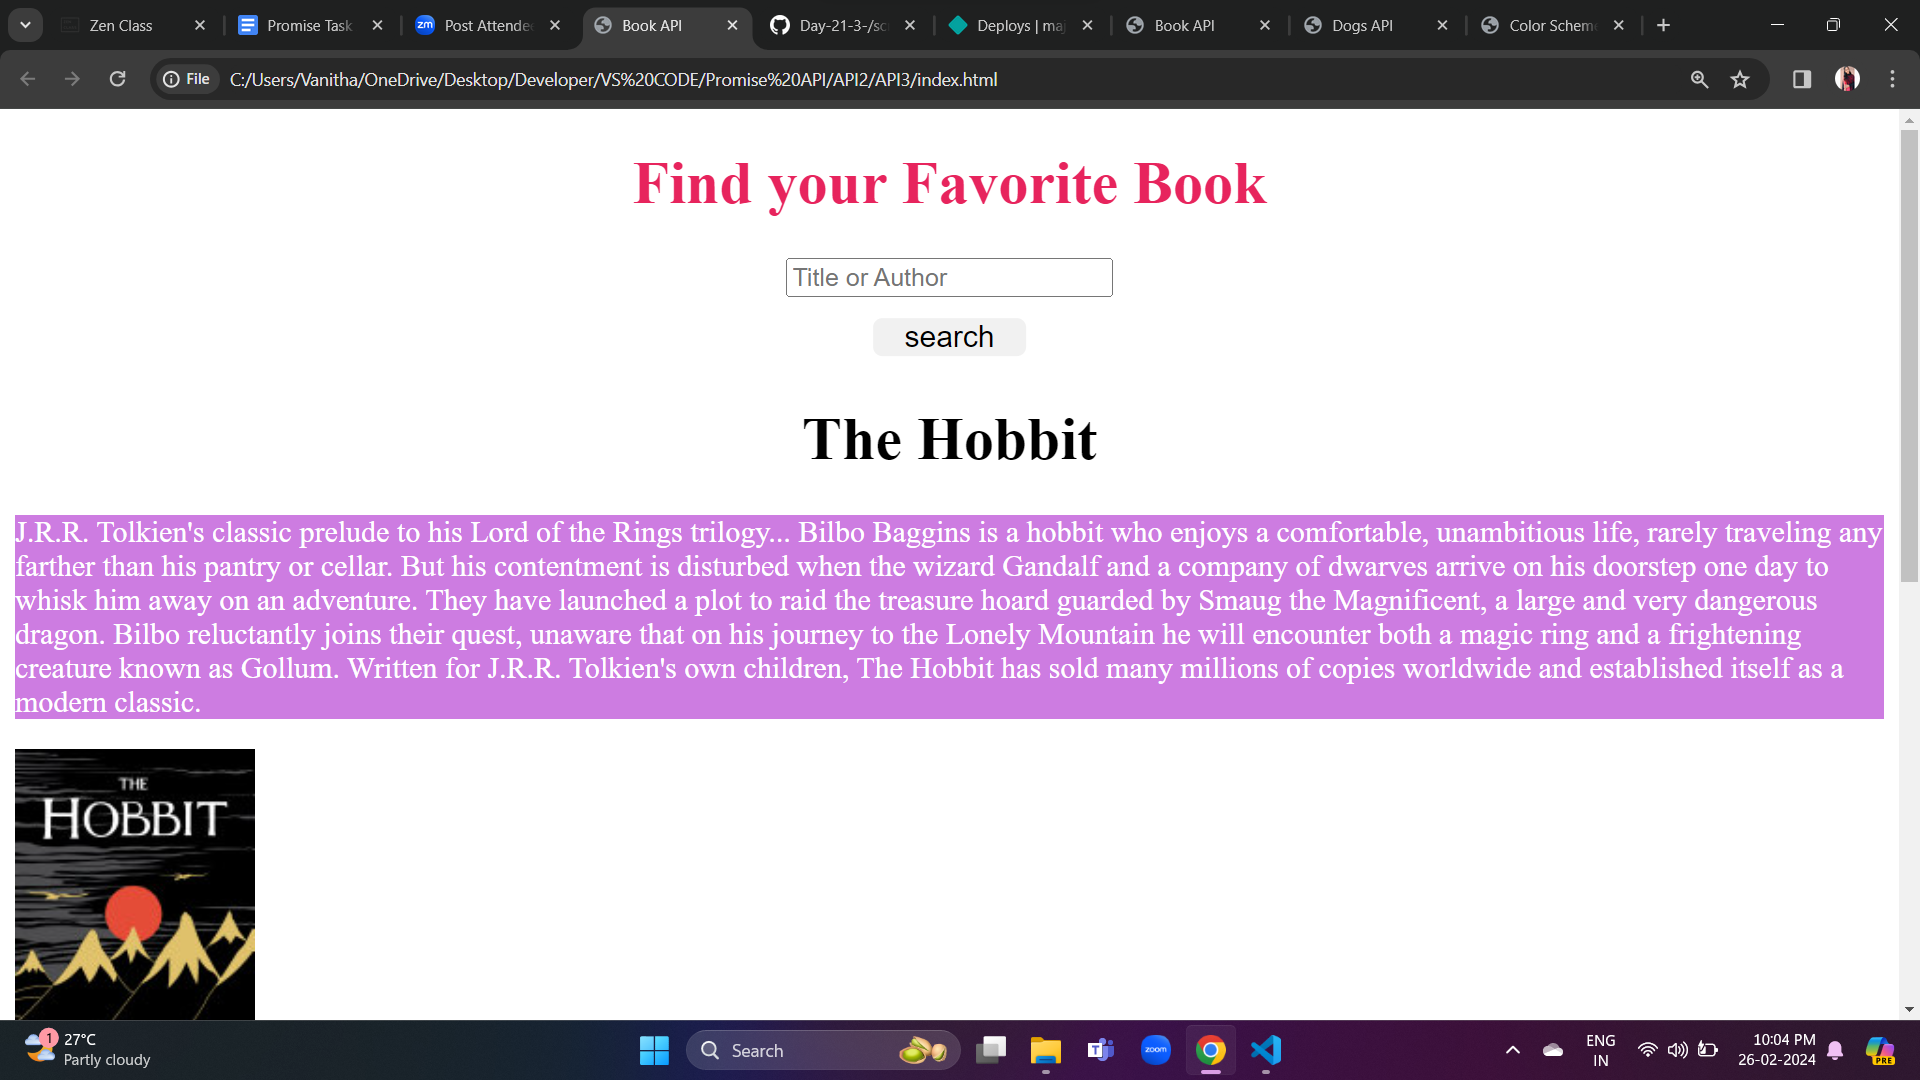 Zen Class
Promise Task
Post Attende
Book API
Day-21-3-/sc
Deploys | ma
Book API
Dogs API
Color Schem
File
C:/Users/Vanitha/OneDrive/Desktop/Developer/VS%20CODE/Promise%20API/API2/API3/index.html
Find your Favorite Book
Title or Author
search
The Hobbit
J.R.R. Tolkien's classic prelude to his Lord of the Rings trilogy... Bilbo Baggins is a hobbit who enjoys a comfortable, unambitious life, rarely traveling any
farther than his pantry or cellar. But his contentment is disturbed when the wizard Gandalf and a company of dwarves arrive on his doorstep one day to
whisk him away on an adventure. They have launched a plot to raid the treasure hoard guarded by Smaug the Magnificent, a large and very dangerous
dragon. Bilbo reluctantly joins their quest, unaware that on his journey to the Lonely Mountain he will encounter both a magic ring and a frightening
creature known as Gollum. Written for J.R.R. Tolkien's own children, The Hobbit has sold many millions of copies worldwide and established itself as a
modern classic.
THE
HOBBIT
1
27°C
Partly cloudy
Search
zoom
ENG
IN
10:04 PM
26-02-2024
PRE